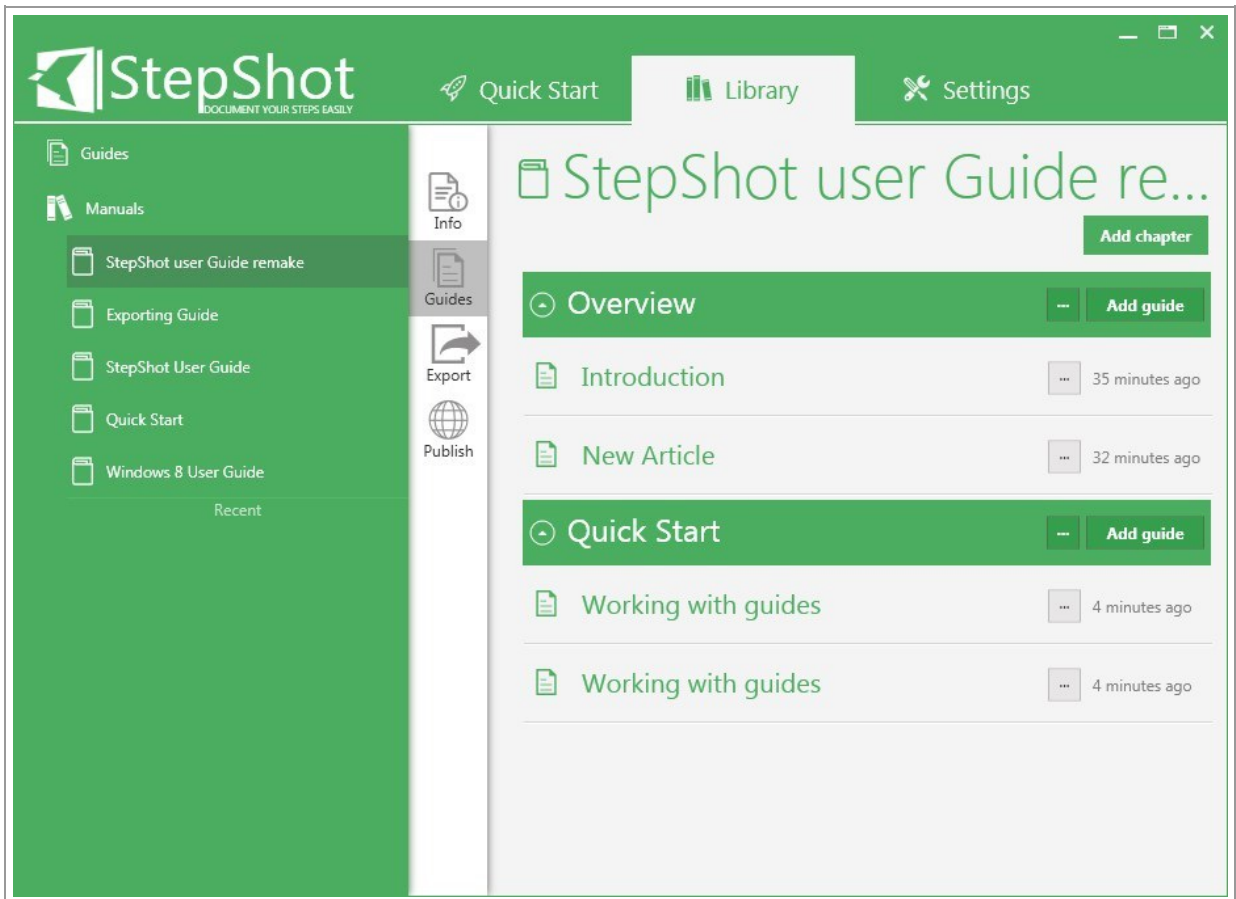 StepShot
DOCUMENT YOUR STEPS EASILY
Quick Start
Library
Settings
Guides
Manuals
StepShot user Guide remake
Exporting Guide
StepShot User Guide
Quick Start
Windows 8 User Guide
Recent
Info
Guides
Export
Publish
StepShot user Guide re...
Add chapter
Overview
... Add guide
Introduction
... 35 minutes ago
New Article
... 32 minutes ago
Quick Start
... Add guide
Working with guides
... 4 minutes ago
Working with guides
... 4 minutes ago